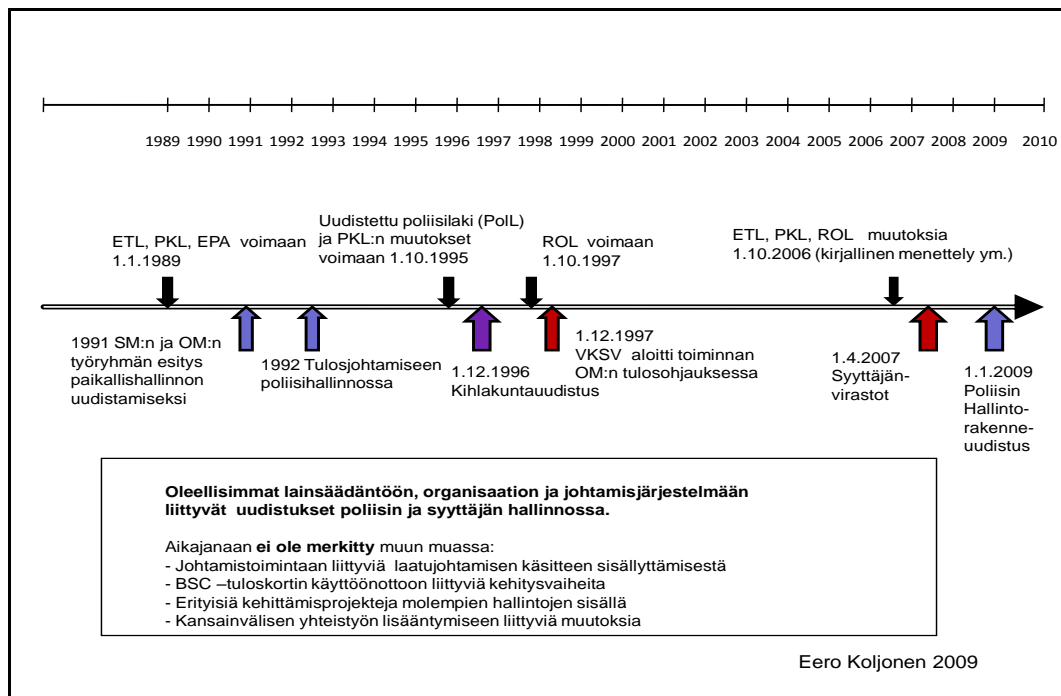 1989 1990 1991 1992 1993 1994 1995 1996 1997 1998 1999 2000 2001 2002 2003 2004 2005 2006 2007 2008 2009 2010
ETL, PKL, EPA voimaan
1.1.1989
Uudistettu poliisilaki (PolL)
ja PKL:n muutokset
voimaan 1.10.1995
ROL voimaan
1.10.1997
ETL, PKL, ROL muutoksia
1.10.2006 (kirjallinen menettely ym.)
1991 SM:n ja OM:n
työryhmän esitys
paikallishallinnon
uudistamiseksi
1992 Tulosjohtamiseen
poliisihallinnossa
1.12.1996
Kihlakuntauudistus
1.12.1997
VKSV aloitti toiminnan
OM:n tulosohjauksessa
1.4.2007
Syyttäjän-
virastot
1.1.2009
Poliisin
Hallinto-
rakenne-
uudistus
Oleellisimmat lainsäädäntöön, organisaation ja johtamisjärjestelmään
liittyvät uudistukset poliisin ja syyttäjän hallinnossa.
Aikajanaan ei ole merkitty muun muassa:
- Johtamistoimintaan liittyviä laatujohtamisen käsitteen sisällyttämisestä
- BSC –tuloskortin käyttöönottoon liittyviä kehitysvaiheita
- Erityisiä kehittämisprojekteja molempien hallintojen sisällä
- Kansainvälisen yhteistyön lisääntymiseen liittyviä muutoksia
Eero Koljonen 2009